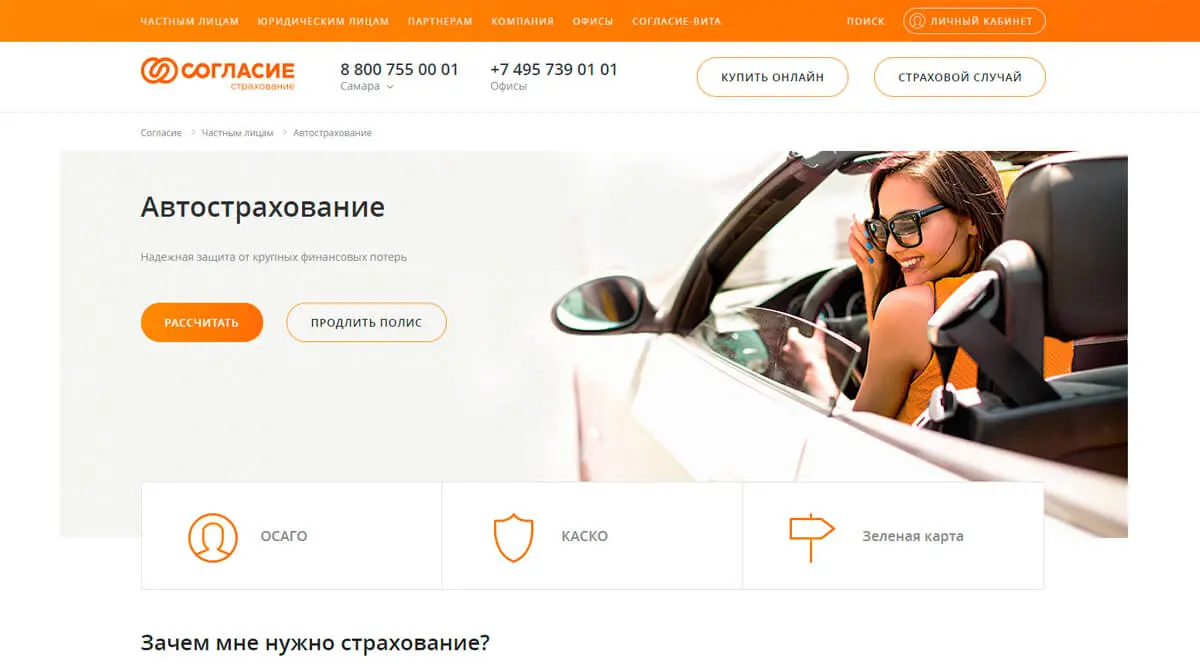 ЧАСТНЫМ ЛИЦАМ ЮРИДИЧЕСКИМ ЛИЦАМ ПАРТНЕРАМ КОМПАНИЯ ОФИСЫ СОГЛАСИЕ-ВИТА ПОИСК ЛИЧНЫЙ КАБИНЕТ
СОГЛАСИЕ
страхование
8 800 755 00 01
Самара
+7 495 739 01 01
Офисы
КУПИТЬ ОНЛАЙН
СТРАХОВОЙ СЛУЧАЙ
Согласие Частным лицам Автострахование
Автострахование
Надежная защита от крупных финансовых потерь
РАССЧИТАТЬ ПРОДЛИТЬ ПОЛИС
ОСАГО КАСКО Зеленая карта
Зачем мне нужно страхование?